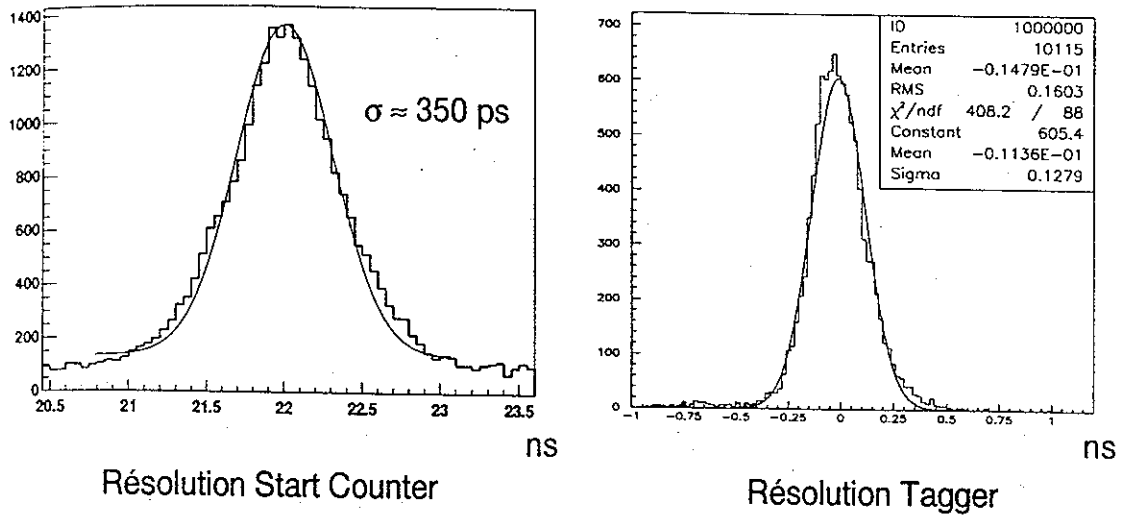 1400
1200
1000
800
600
400
200
0
σ ≈ 350 ps
20.5 21 21.5 22 22.5 23 23.5
ns
Résolution Start Counter
700
600
500
400
300
200
100
0
ID 1000000
Entries 10115
Mean -0.1479E-01
RMS 0.1603
χ²/ndf 408.2 / 88
Constant 605.4
Mean -0.1136E-01
Sigma 0.1279
-1 -0.75 -0.5 -0.25 0 0.25 0.5 0.75 1
ns
Résolution Tagger